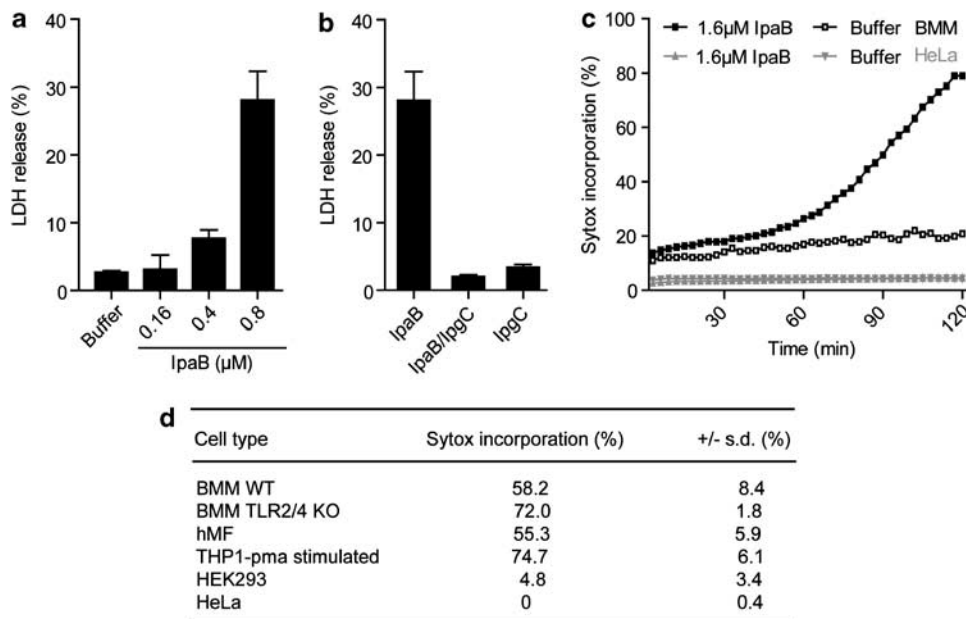 a
40
30
20
10
0
LDH release (%)
Buffer
0.16
0.4
0.8
IpaB (µM)
b
40
30
20
10
0
LDH release (%)
IpaB
IpaB/IpgC
IpgC
c
1.6µM IpaB Buffer BMM
1.6µM IpaB Buffer HeLa
100
80
60
40
20
0
Sytox incorporation (%)
30 60 90 120
Time (min)
d
Cell type Sytox incorporation (%) +/- s.d. (%)
BMM WT 58.2 8.4
BMM TLR2/4 KO 72.0 1.8
hMF 55.3 5.9
THP1-pma stimulated 74.7 6.1
HEK293 4.8 3.4
HeLa 0 0.4